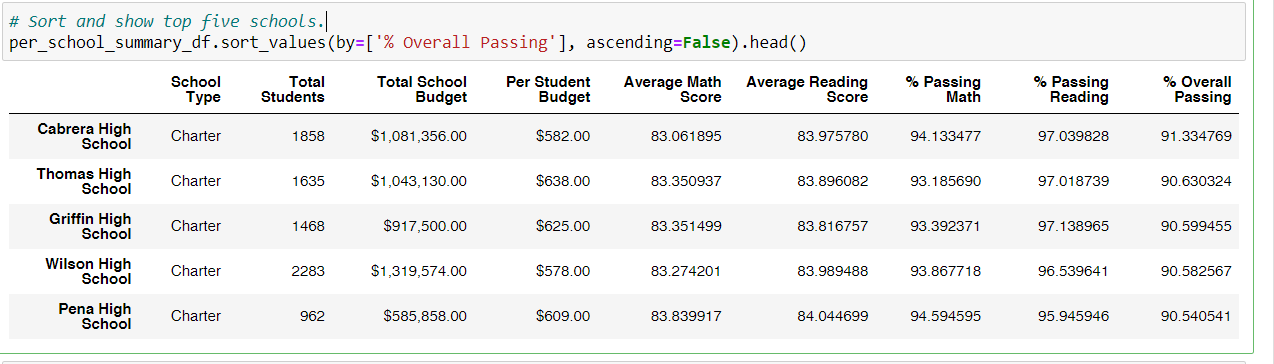 # Sort and show top five schools.
per_school_summary_df.sort_values(by=['% Overall Passing'], ascending=False).head()
School Type Total Students Total School Budget Per Student Budget Average Math Score Average Reading Score % Passing Math % Passing Reading % Overall Passing
Cabrera High School Charter 1858 $1,081,356.00 $582.00 83.061895 83.975780 94.133477 97.039828 91.334769
Thomas High School Charter 1635 $1,043,130.00 $638.00 83.350937 83.896082 93.185690 97.018739 90.630324
Griffin High School Charter 1468 $917,500.00 $625.00 83.351499 83.816757 93.392371 97.138965 90.599455
Wilson High School Charter 2283 $1,319,574.00 $578.00 83.274201 83.989488 93.867718 96.539641 90.582567
Pena High School Charter 962 $585,858.00 $609.00 83.839917 84.044699 94.594595 95.945946 90.540541